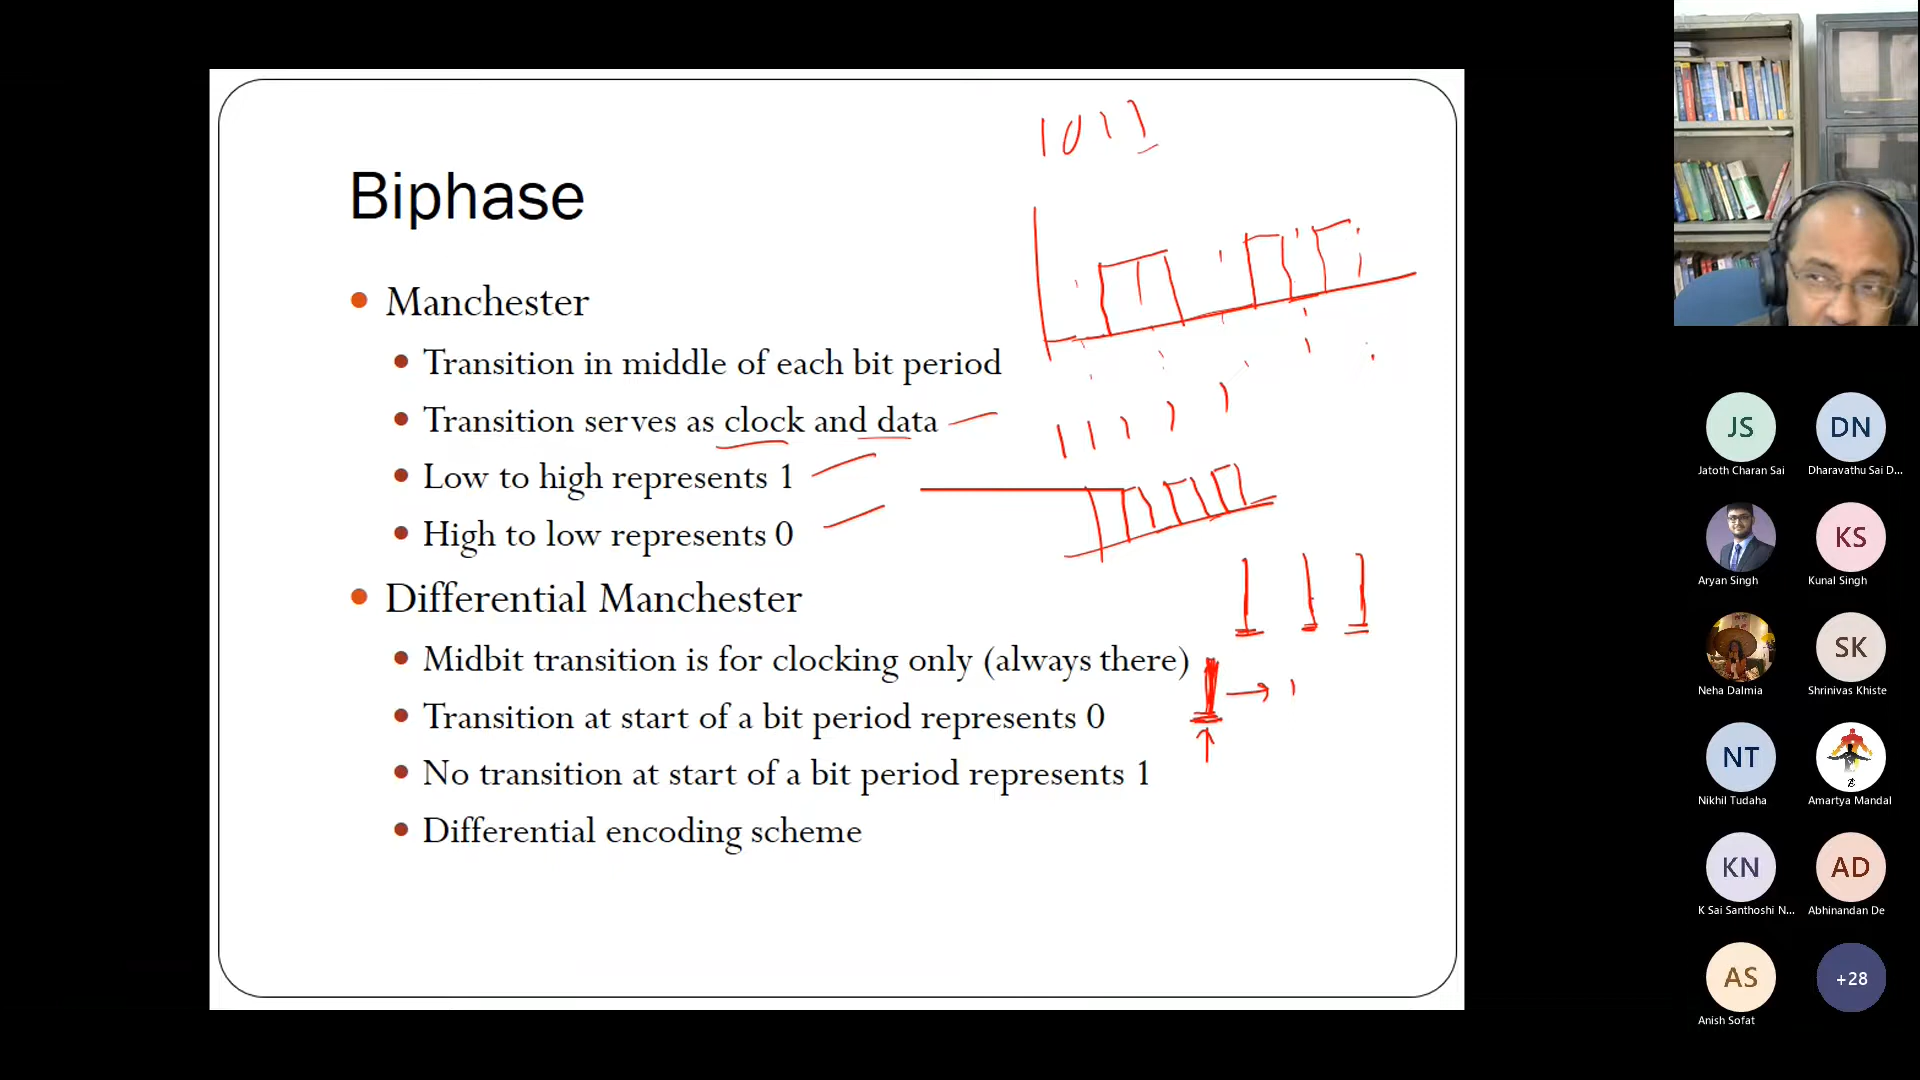 1011
Biphase
Manchester
Transition in middle of each bit period
Transition serves as clock and data
Low to high represents 1
High to low represents 0
Differential Manchester
Midbit transition is for clocking only (always there)
Transition at start of a bit period represents 0
No transition at start of a bit period represents 1
Differential encoding scheme
JS DN
Jatoth Charan Sai Dharavathu Sai D...
KS
Aryan Singh Kunal Singh
SK
Neha Dalmia Shrinivas Khiste
NT
Nikhil Tudaha Amartya Mandal
KN AD
K Sai Santhoshi N... Abhinandan De
AS +28
Anish Sofat